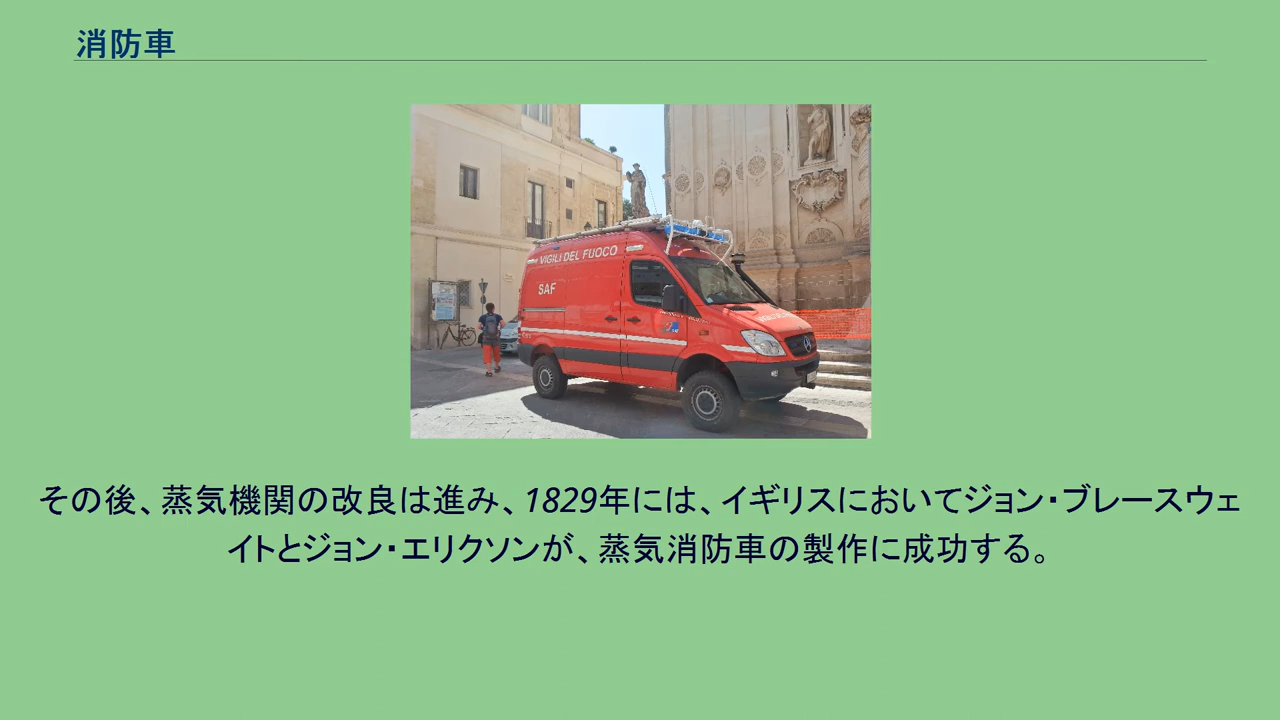 消防車
VIGILI DEL FUOCO
SAF
その後、蒸気機関の改良は進み、1829年には、イギリスにおいてジョン・ブレースウェ
イトとジョン・エリクソンが、蒸気消防車の製作に成功する。